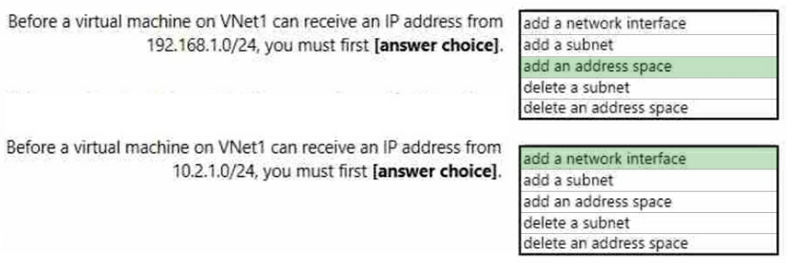 Before a virtual machine on VNet1 can receive an IP address from
192.168.1.0/24, you must first [answer choice].
add a network interface
add a subnet
add an address space
delete a subnet
delete an address space
Before a virtual machine on VNet1 can receive an IP address from
10.2.1.0/24, you must first [answer choice].
add a network interface
add a subnet
add an address space
delete a subnet
delete an address space